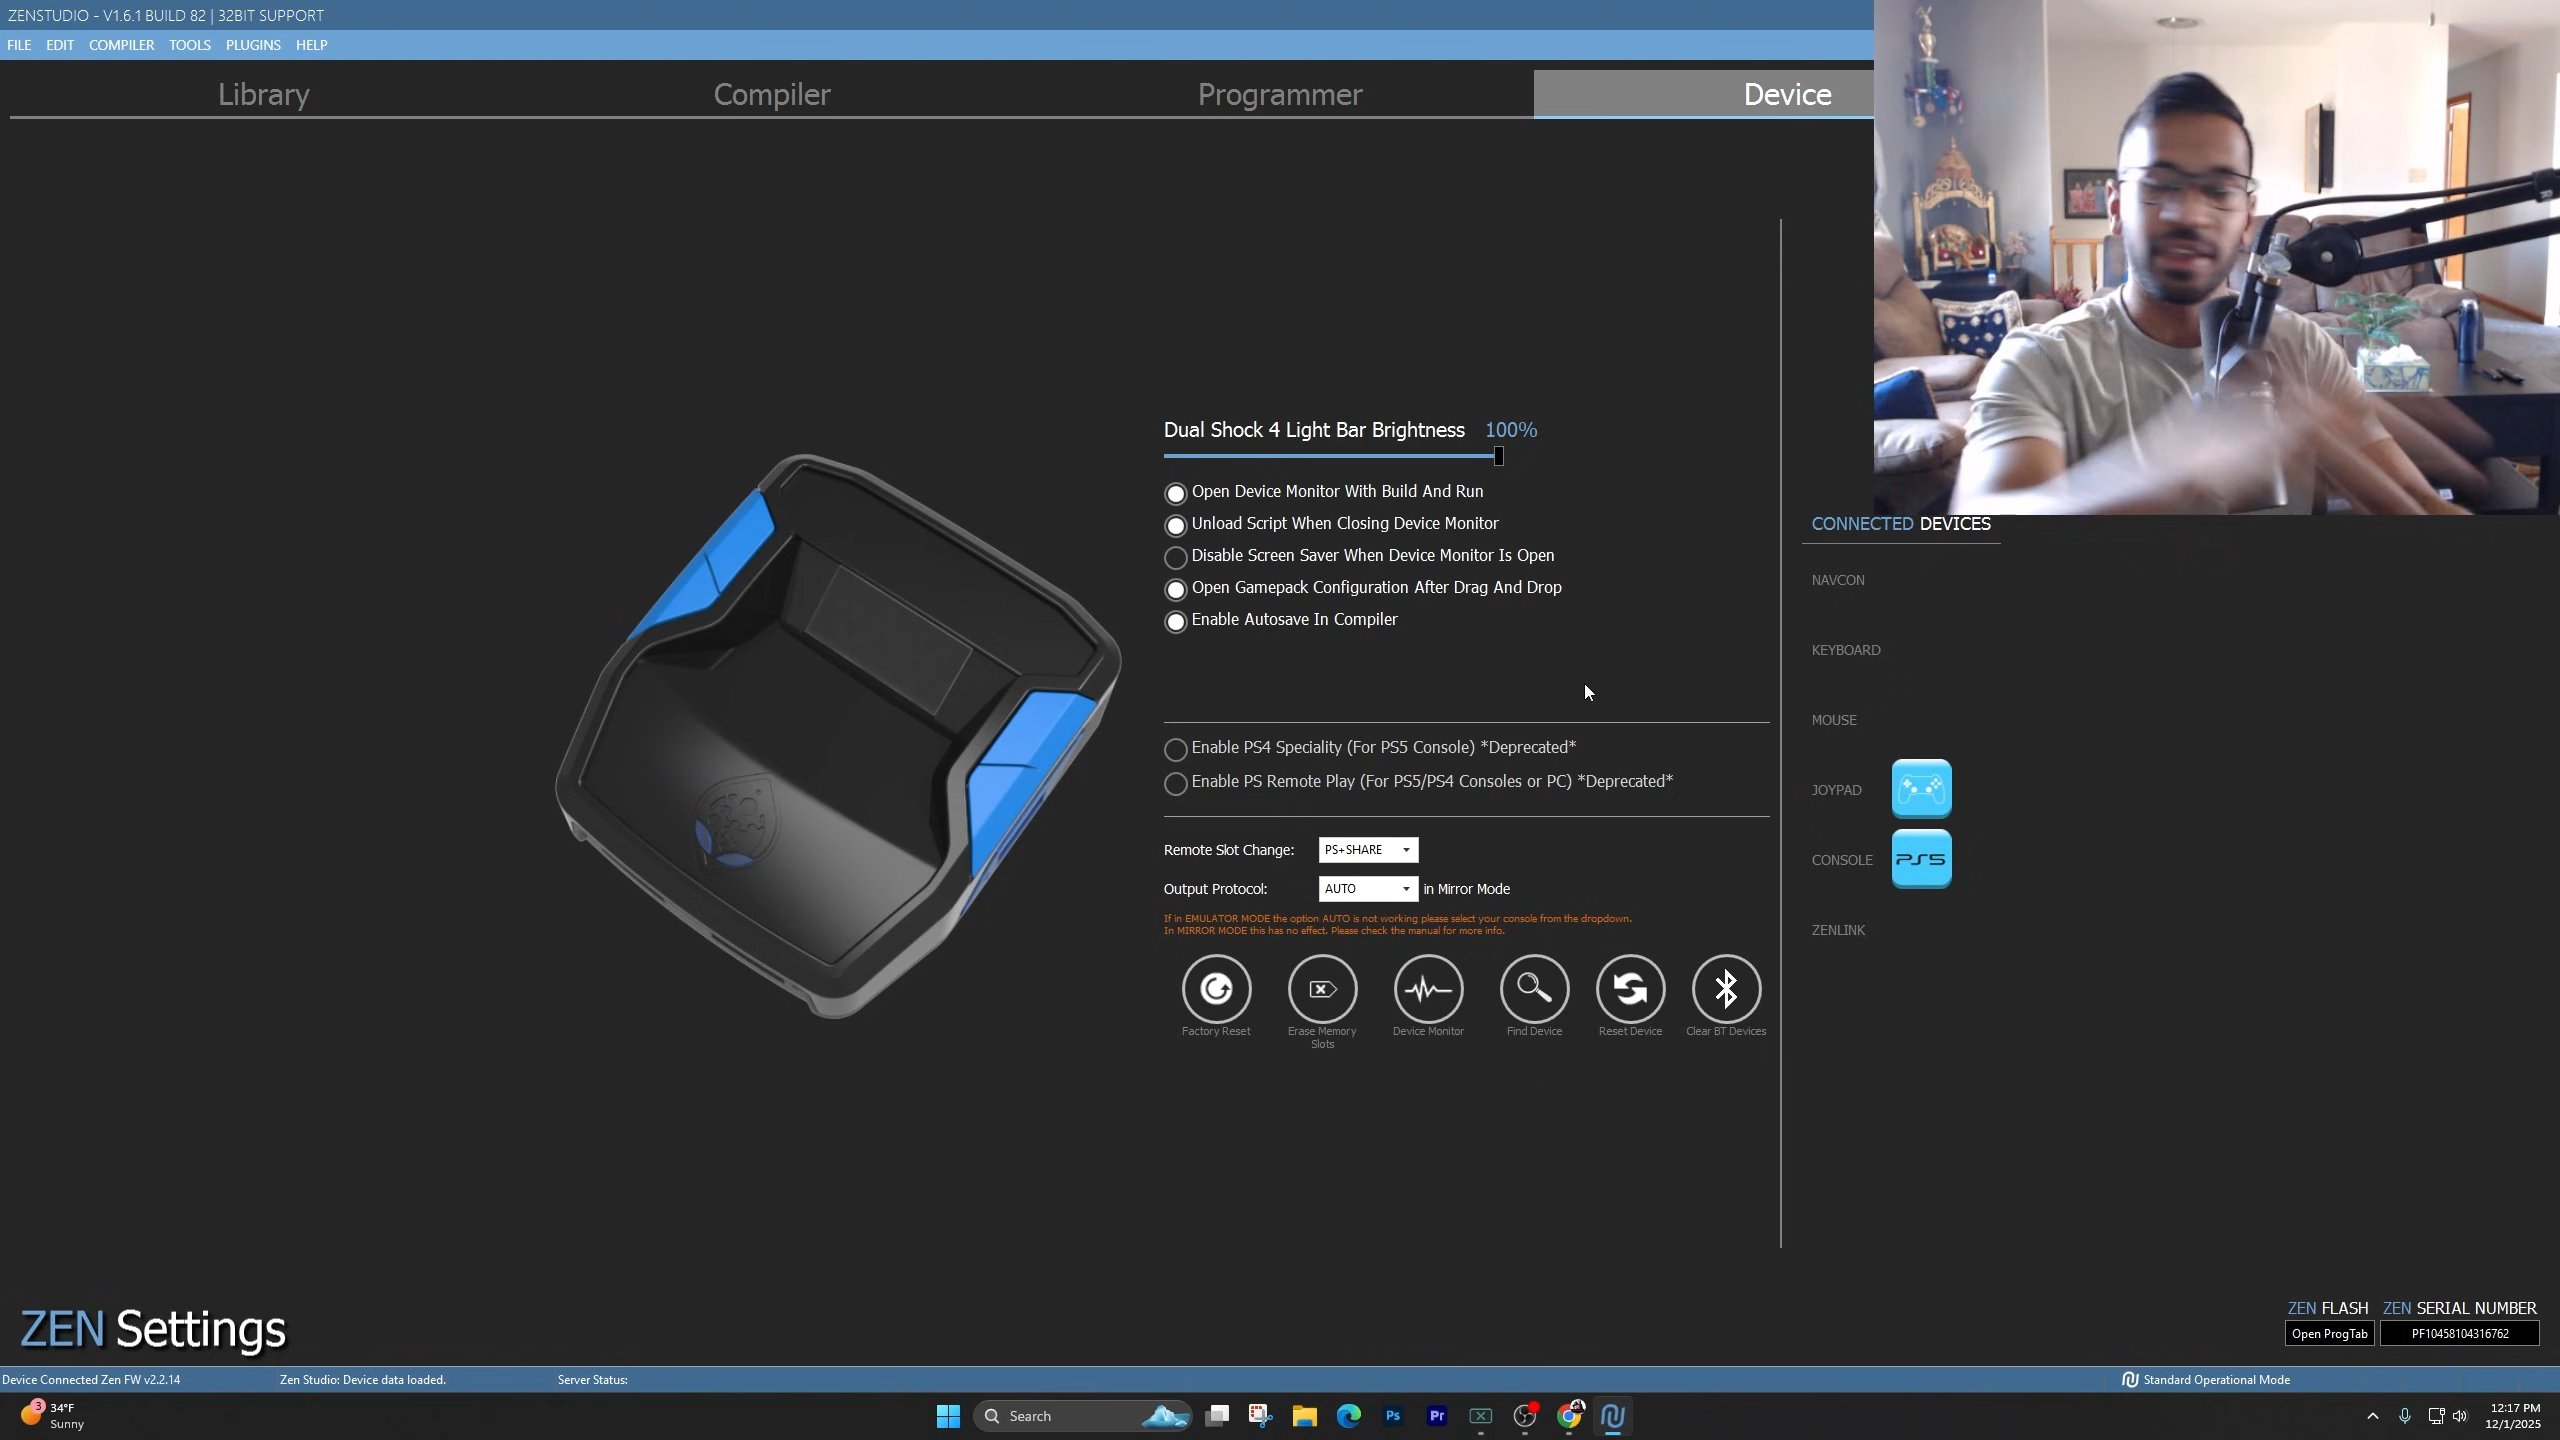 ZENSTUDIO - V1.6.1 BUILD 82 | 32BIT SUPPORT
FILE EDIT COMPILER TOOLS PLUGINS HELP
Library Compiler Programmer Device
Dual Shock 4 Light Bar Brightness 100%
Open Device Monitor With Build And Run
Unload Script When Closing Device Monitor
Disable Screen Saver When Device Monitor Is Open
Open Gamepack Configuration After Drag And Drop
Enable Autosave In Compiler
Enable PS4 Speciality (For PS5 Console) *Deprecated*
Enable PS Remote Play (For PS5/PS4 Consoles or PC) *Deprecated*
Remote Slot Change: PS+SHARE
Output Protocol: AUTO in Mirror Mode
If in EMULATOR MODE the option AUTO is not working please select your console from the dropdown.
In MIRROR MODE this has no effect. Please check the manual for more info.
Factory Reset
Erase Memory
Slots
Device Monitor
Find Device
Reset Device
Clear BT Devices
CONNECTED DEVICES
NAVCON
KEYBOARD
MOUSE
JOYPAD
CONSOLE PS5
ZENLINK
ZEN Settings
ZEN FLASH ZEN SERIAL NUMBER
Open ProgTab PF10458104316762
Device Connected Zen FW v2.2.14 Zen Studio: Device data loaded. Server Status: Standard Operational Mode
3
34°F
Sunny
Search
Ps
Pr
12:17 PM
12/1/2025